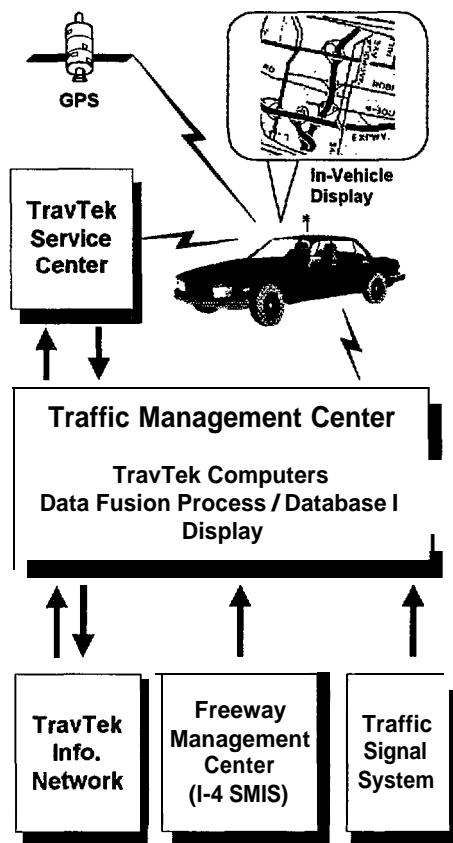 GPS
In-Vehicle
Display
TravTek
Service
Center
Traffic Management Center
TravTek Computers
Data Fusion Process / Database I
Display
TravTek
Info.
Network
Freeway
Management
Center
(I-4 SMIS)
Traffic
Signal
System